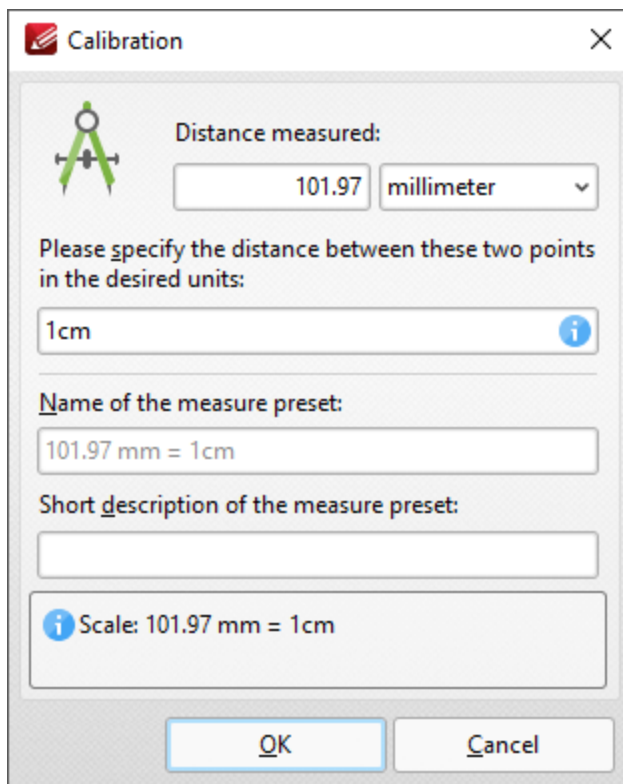 Calibration
Distance measured:
101.97 millimeter
Please specify the distance between these two points
in the desired units:
1cm
Name of the measure preset:
101.97 mm = 1cm
Short description of the measure preset:
Scale: 101.97 mm = 1cm
OK Cancel